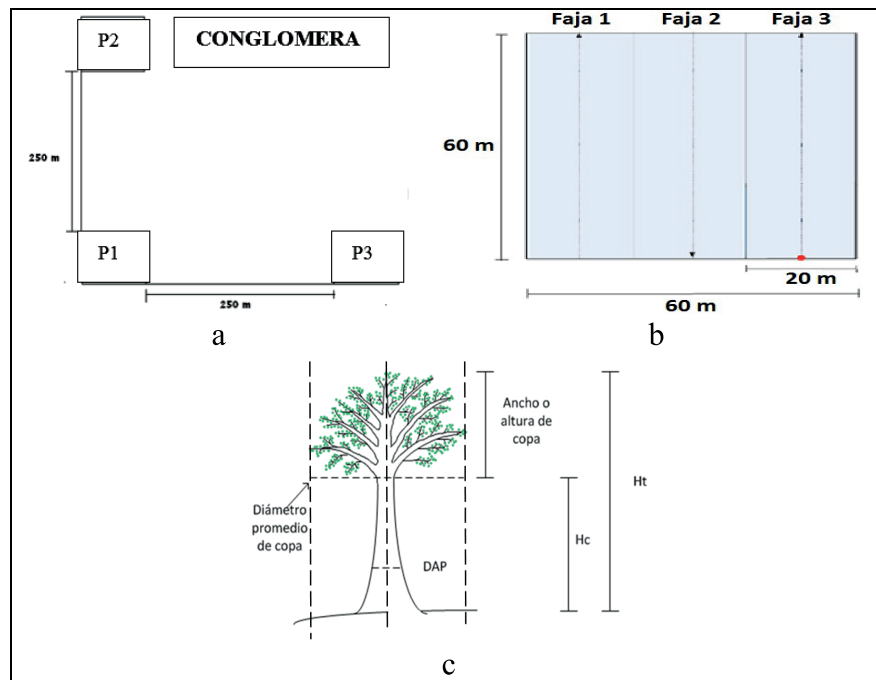 P2
CONGLOMERA
250 m
P1
P3
250 m
a
Faja 1
Faja 2
Faja 3
60 m
20 m
60 m
b
Ancho o
altura de
copa
Ht
Diámetro
promedio
de copa
Hc
DAP
c